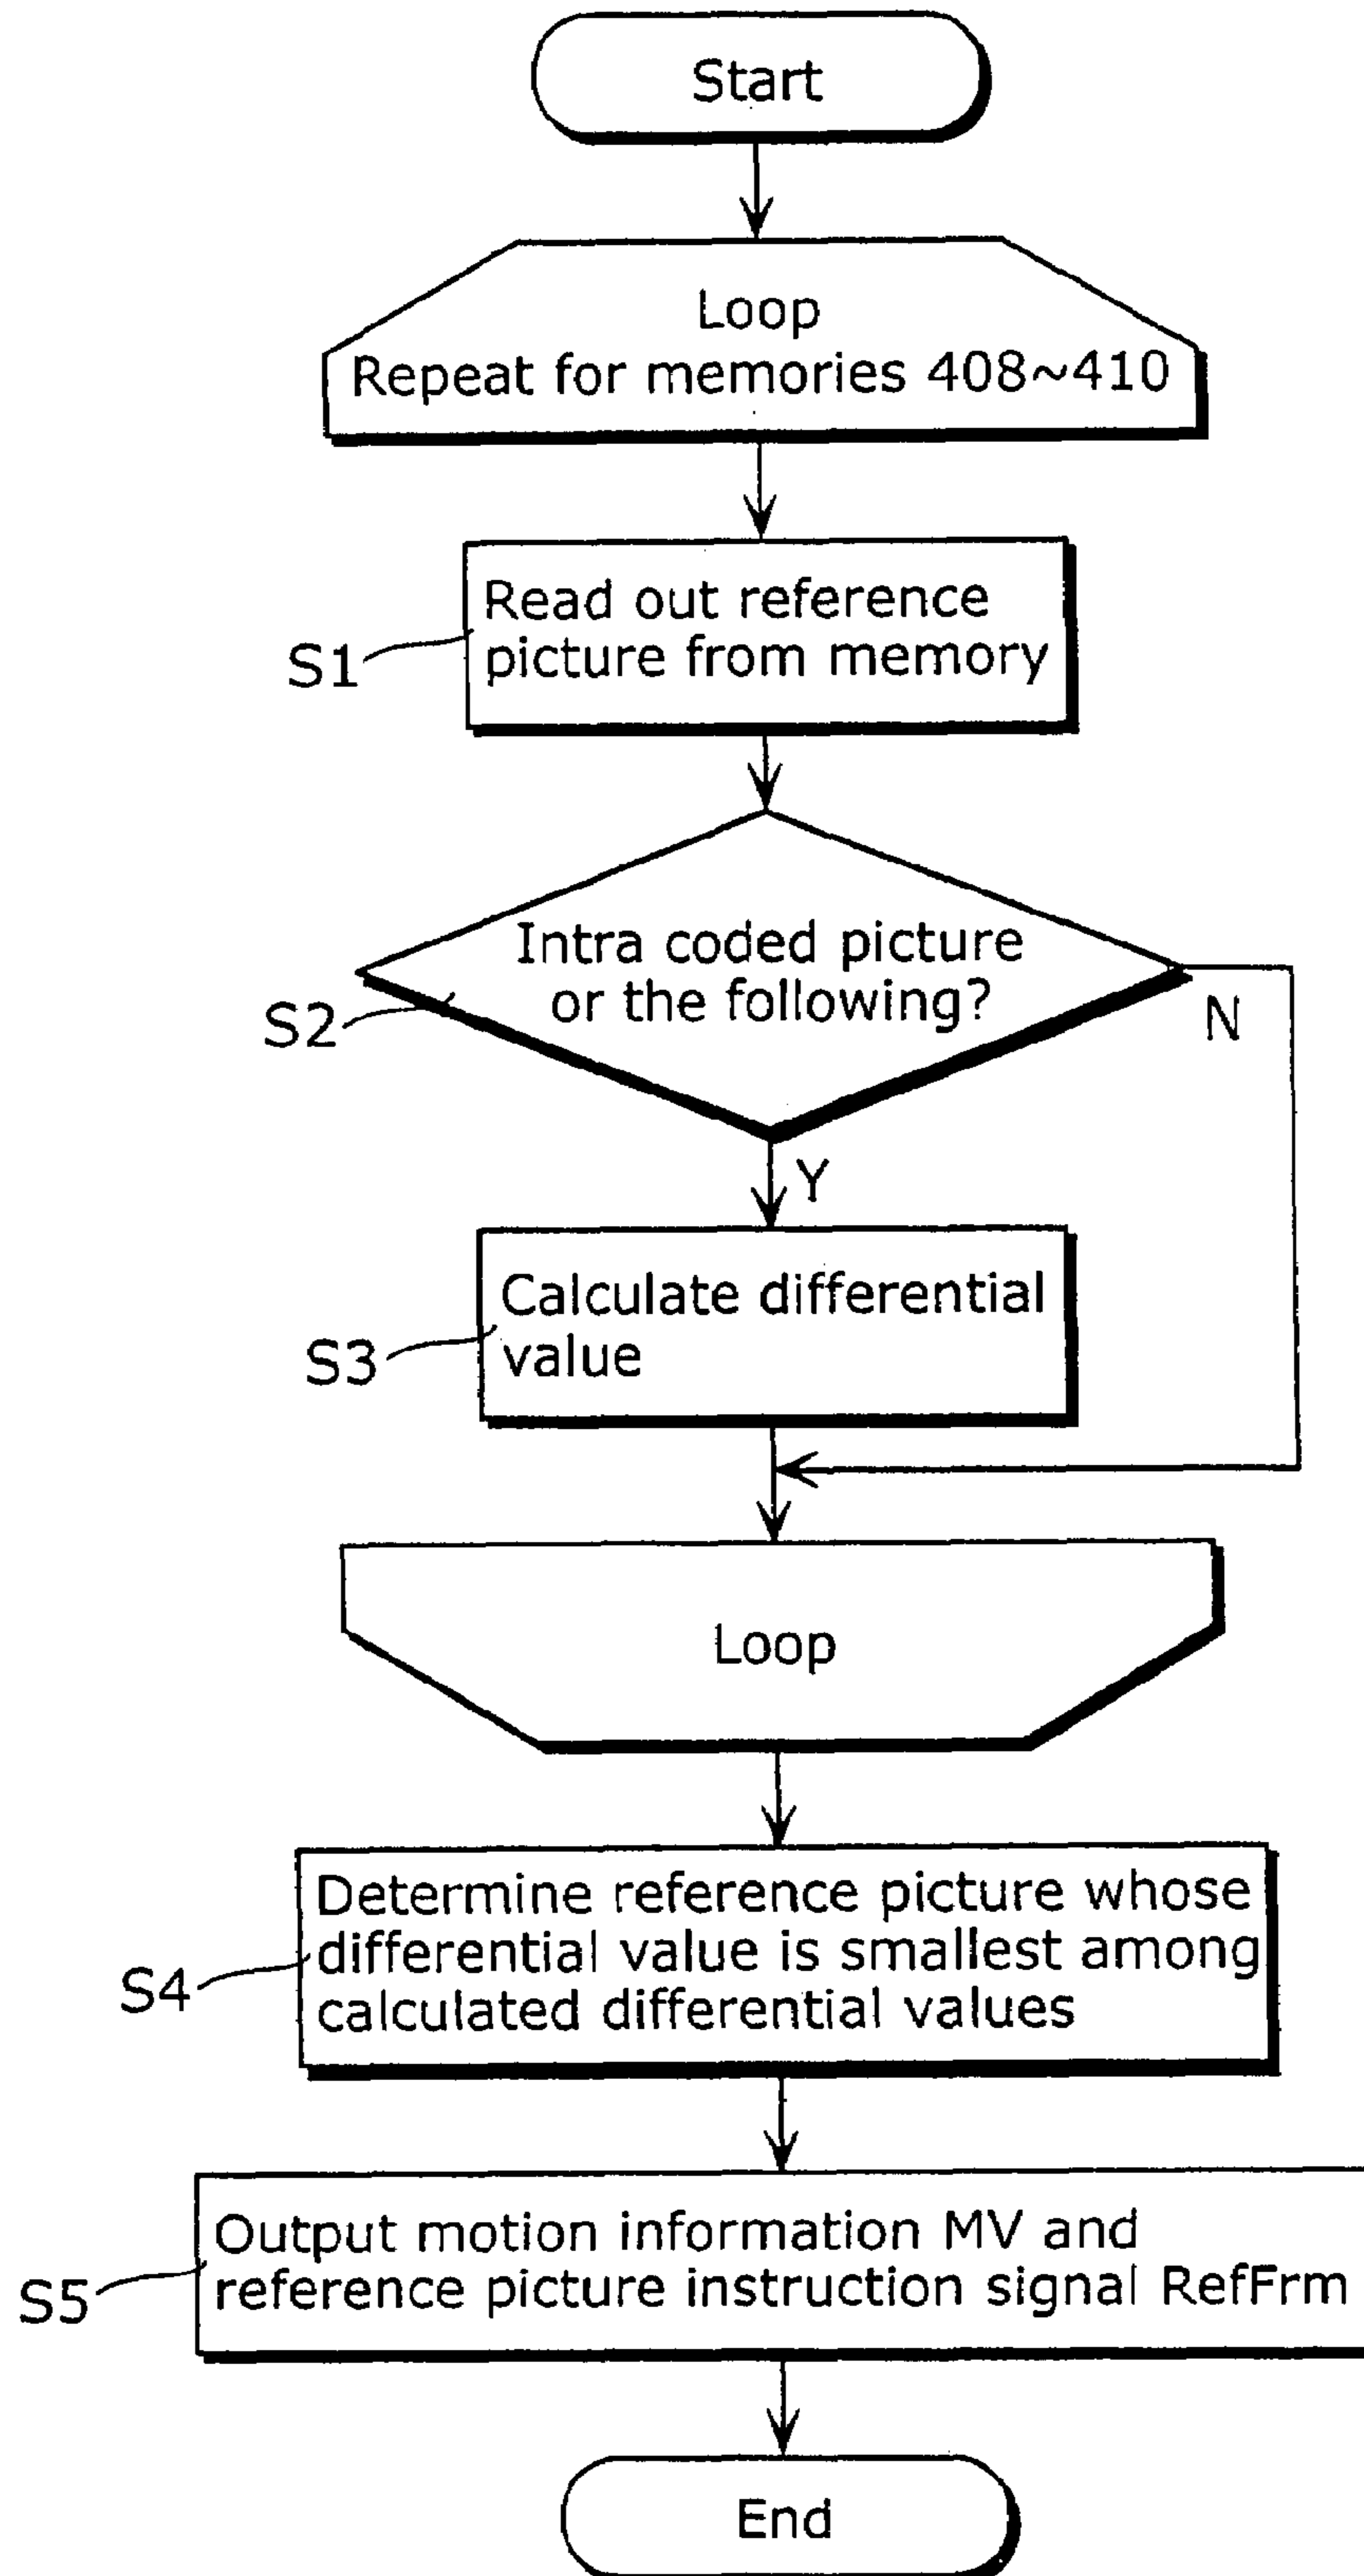 Start
Loop
Repeat for memories 408~410
Read out reference
picture from memory
S1
Intra coded picture
or the following?
S2
N
Y
Calculate differential
value
S3
Loop
Determine reference picture whose
differential value is smallest among
calculated differential values
S4
Output motion information MV and
reference picture instruction signal RefFrm
S5
End